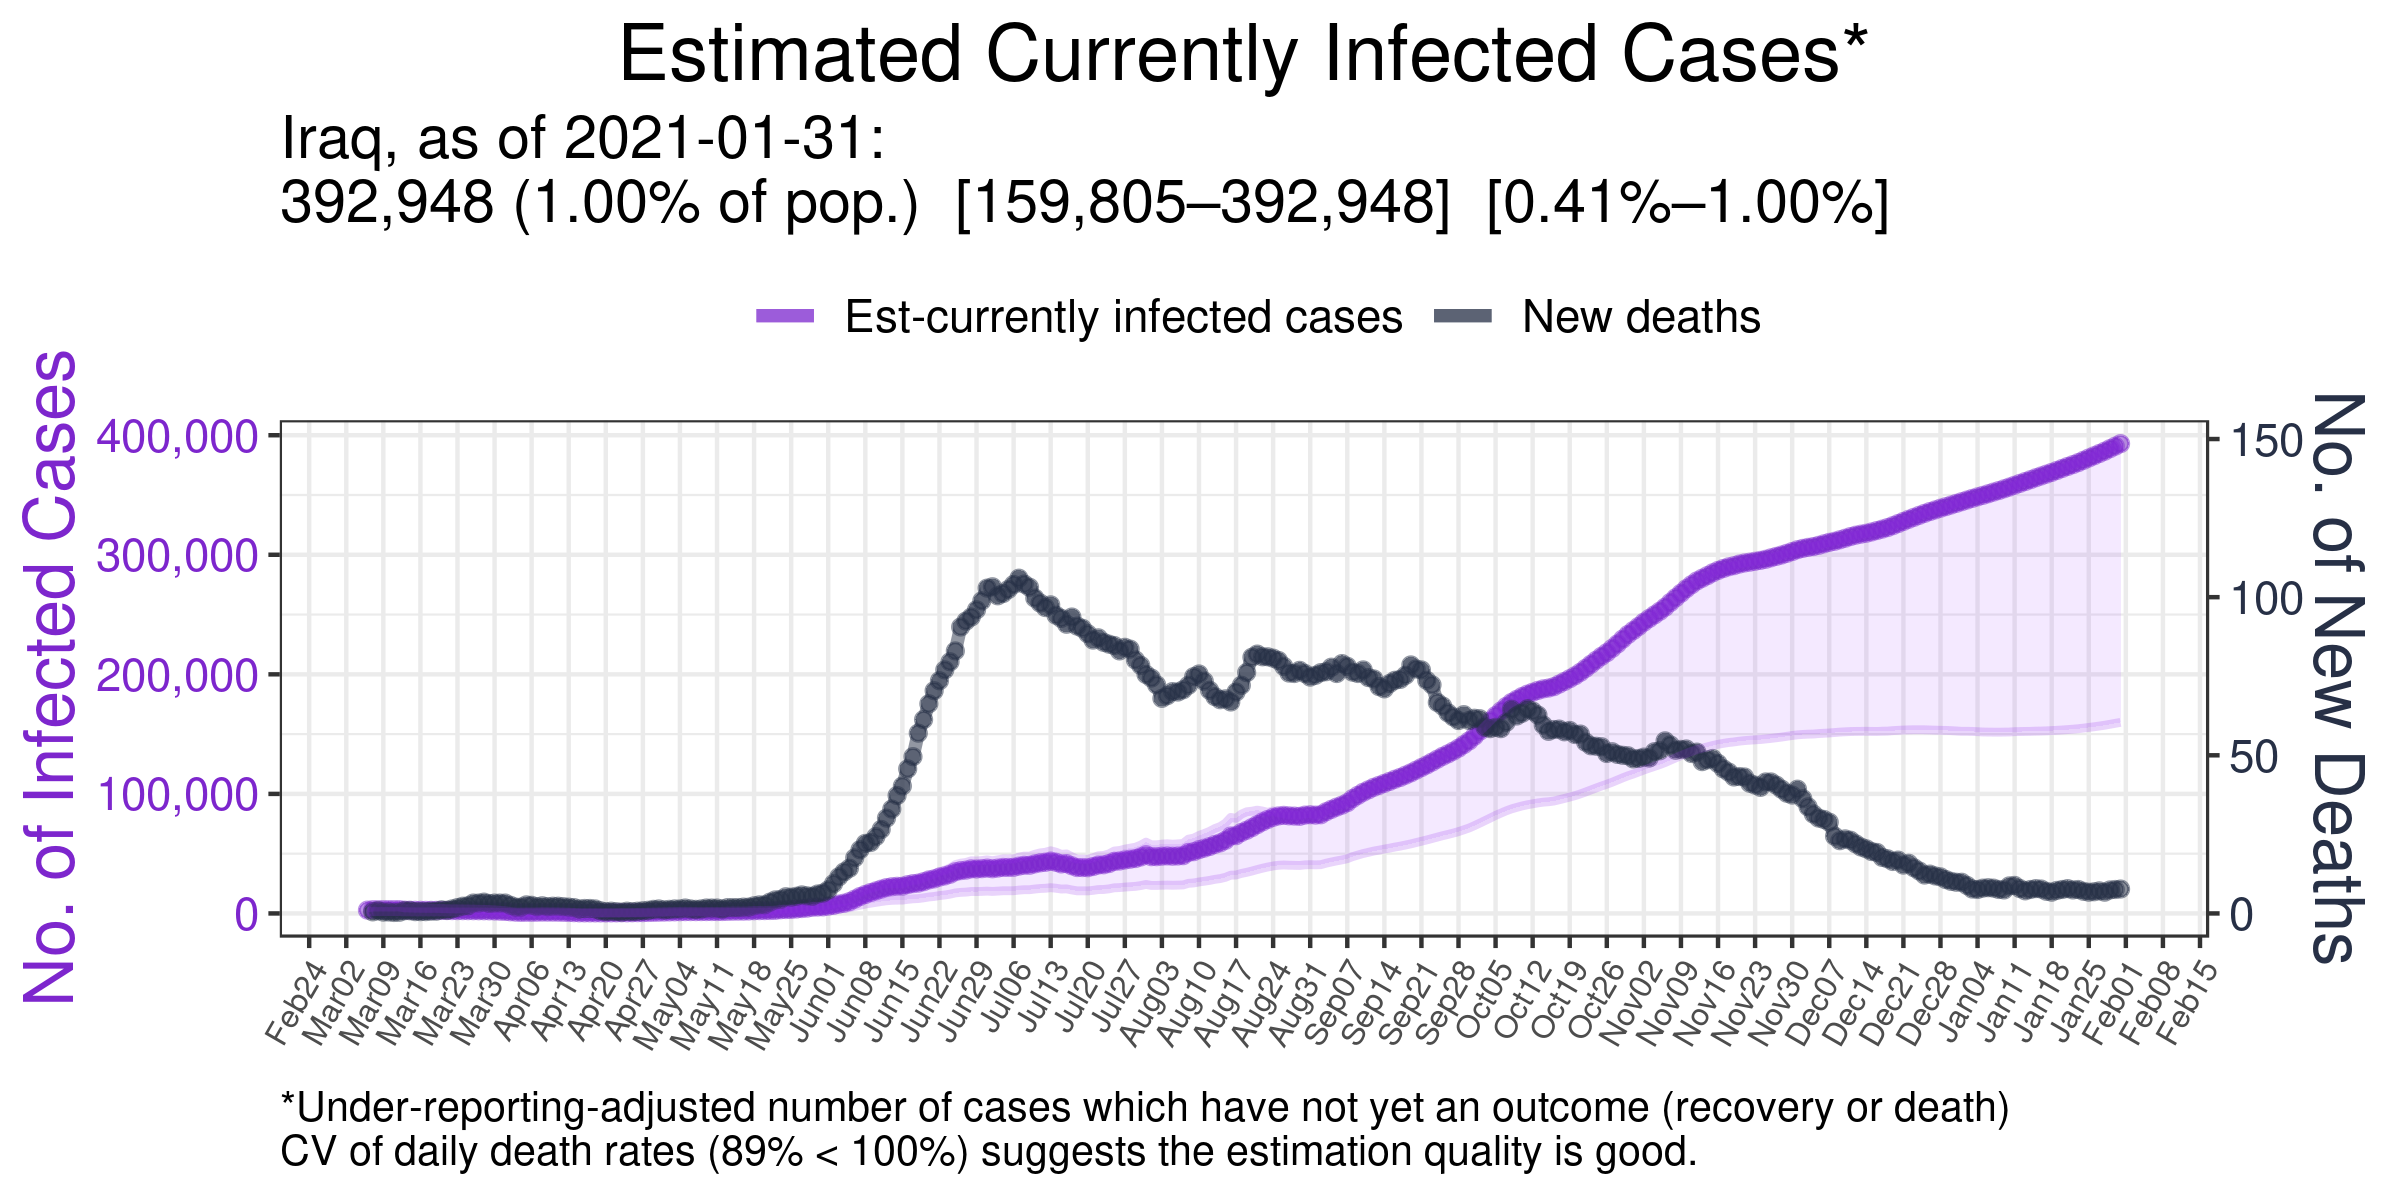 Estimated Currently Infected Cases*
Iraq, as of 2021-01-31:
392,948 (1.00% of pop.)  [159,805–392,948]  [0.41%–1.00%]
Est-currently infected cases
New deaths
No. of Infected Cases
400,000
300,000
200,000
100,000
0
150
100
50
0
No. of New Deaths
Feb24
Mar02
Mar09
Mar16
Mar23
Mar30
Apr06
Apr13
Apr20
Apr27
May04
May11
May18
May25
Jun01
Jun08
Jun15
Jun22
Jun29
Jul06
Jul13
Jul20
Jul27
Aug03
Aug10
Aug17
Aug24
Aug31
Sep07
Sep14
Sep21
Sep28
Oct05
Oct12
Oct19
Oct26
Nov02
Nov09
Nov16
Nov23
Nov30
Dec07
Dec14
Dec21
Dec28
Jan04
Jan11
Jan18
Jan25
Feb01
Feb08
Feb15
*Under-reporting-adjusted number of cases which have not yet an outcome (recovery or death)
CV of daily death rates (89% < 100%) suggests the estimation quality is good.